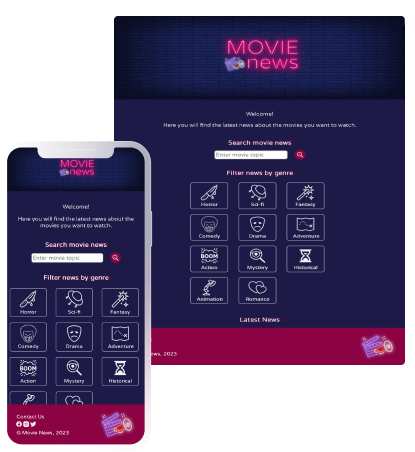 MOVIE
news
Welcome!
Here you will find the latest news about the movies you want to watch.
Search movie news
Enter movie topic
Filter news by genre
Horror
Sci-fi
Fantasy
Comedy
Drama
Adventure
BOOM
Action
Mystery
Historical
Animation
Romance
Latest News
ws, 2023
MOVIE
news
Welcome!
Here you will find the latest news about the
movies you want to watch.
Search movie news
Enter movie topic
Filter news by genre
Horror
Sci-fi
Fantasy
Comedy
Drama
Adventure
BOOM
Action
Mystery
Historical
Contact Us
© Movie News, 2023